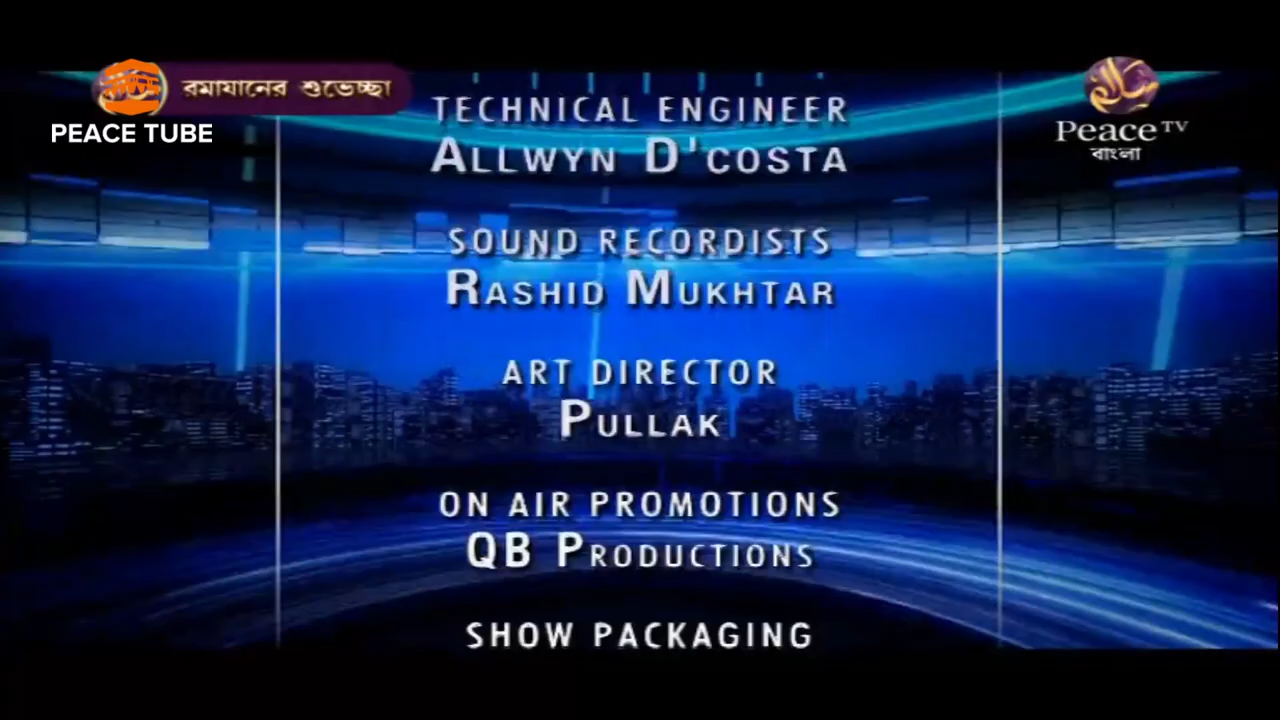 রমাযানের শুভেচ্ছা
PEACE TUBE
Peace TV
বাংলা
TECHNICAL ENGINEER
ALLWYN D'COSTA
SOUND RECORDISTS
RASHID MUKHTAR
ART DIRECTOR
PULLAK
ON AIR PROMOTIONS
QB PRODUCTIONS
SHOW PACKAGING